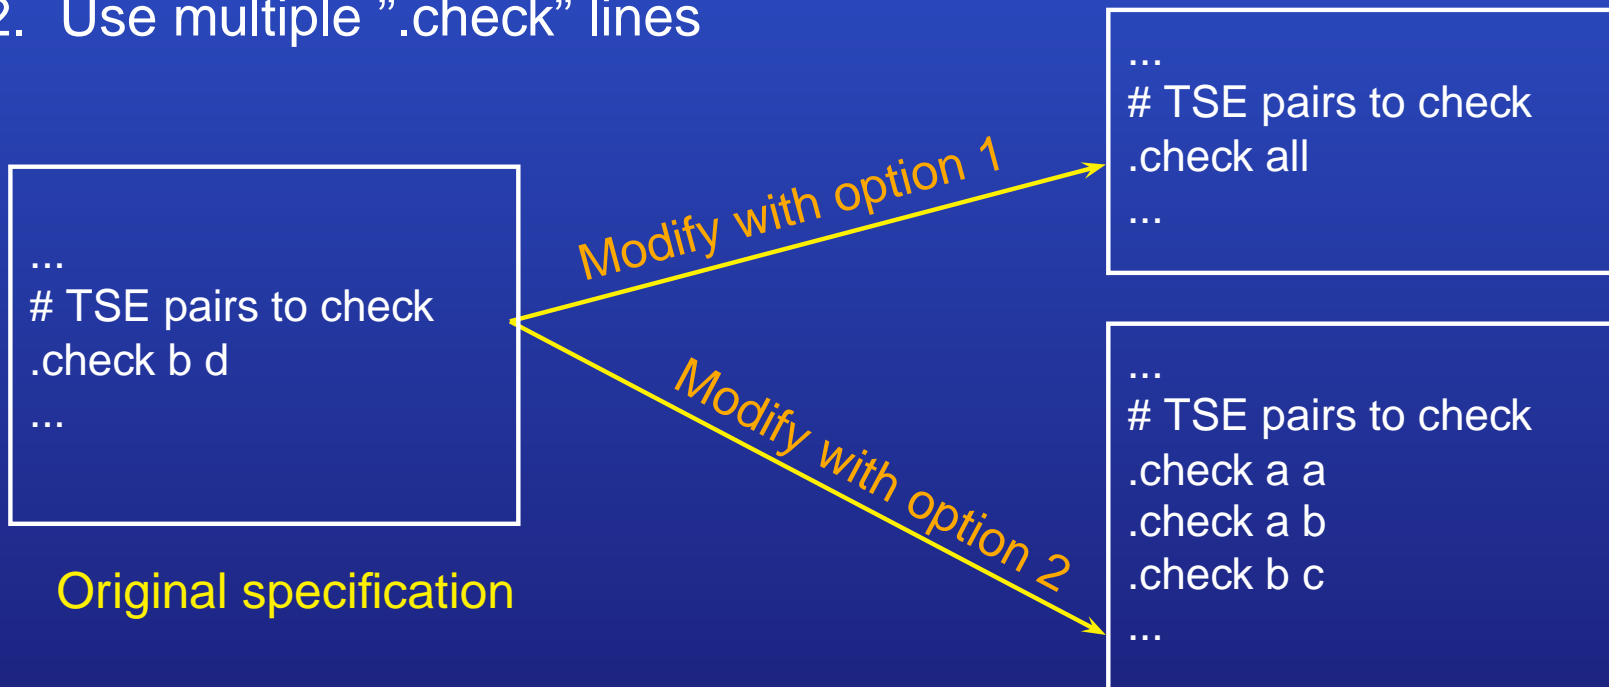 2. Use multiple ”.check” lines
...
# TSE pairs to check
.check b d
...
Original specification
Modify with option 1
Modify with option 2
...
# TSE pairs to check
.check all
...
...
# TSE pairs to check
.check a a
.check a b
.check b c
...